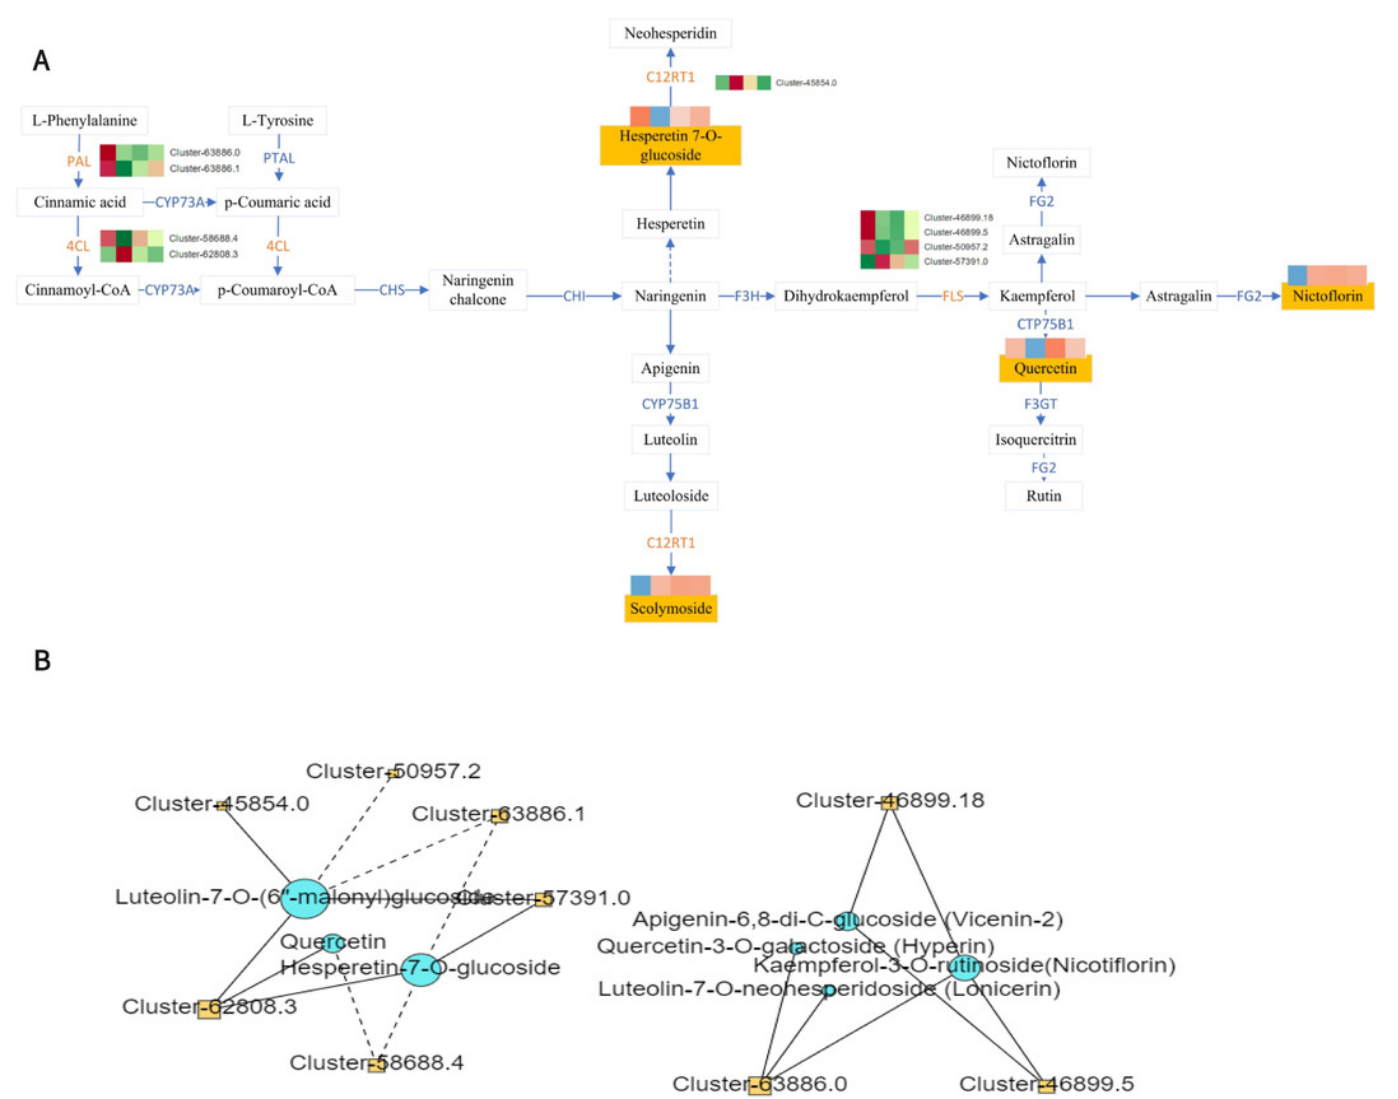 A
Neohesperidin
C12RT1
Cluster-45854.0
L-Phenylalanine
L-Tyrosine
Hesperetin 7-O-
glucoside
PAL
Cluster-63886.0
Cluster-63886.1
PTAL
Nictoflorin
Cinnamic acid
CYP73A
p-Coumaric acid
FG2
Hesperetin
Cluster-46899.18
Cluster-46899.5
Cluster-50957.2
Cluster-57391.0
Astragalin
4CL
Cluster-58688.4
Cluster-62808.3
4CL
Cinnamoyl-CoA
CYP73A
p-Coumaroyl-CoA
CHS
Naringenin
chalcone
CHI
Naringenin
F3H
Dihydrokaempferol
FLS
Kaempferol
Astragalin
FG2
Nictoflorin
CTP75B1
Apigenin
Quercetin
CYP75B1
F3GT
Luteolin
Isoquercitrin
FG2
Luteoloside
Rutin
C12RT1
Scolymoside
B
Cluster-50957.2
Cluster-45854.0
Cluster-63886.1
Luteolin-7-O-(6"-malonyl)glucoside
Cluster-57391.0
Quercetin
Hesperetin-7-O-glucoside
Cluster-62808.3
Cluster-58688.4
Cluster-46899.18
Apigenin-6,8-di-C-glucoside (Vicenin-2)
Quercetin-3-O-galactoside (Hyperin)
Kaempferol-3-O-rutinoside(Nicotiflorin)
Luteolin-7-O-neohesperidoside (Lonicerin)
Cluster-63886.0
Cluster-46899.5